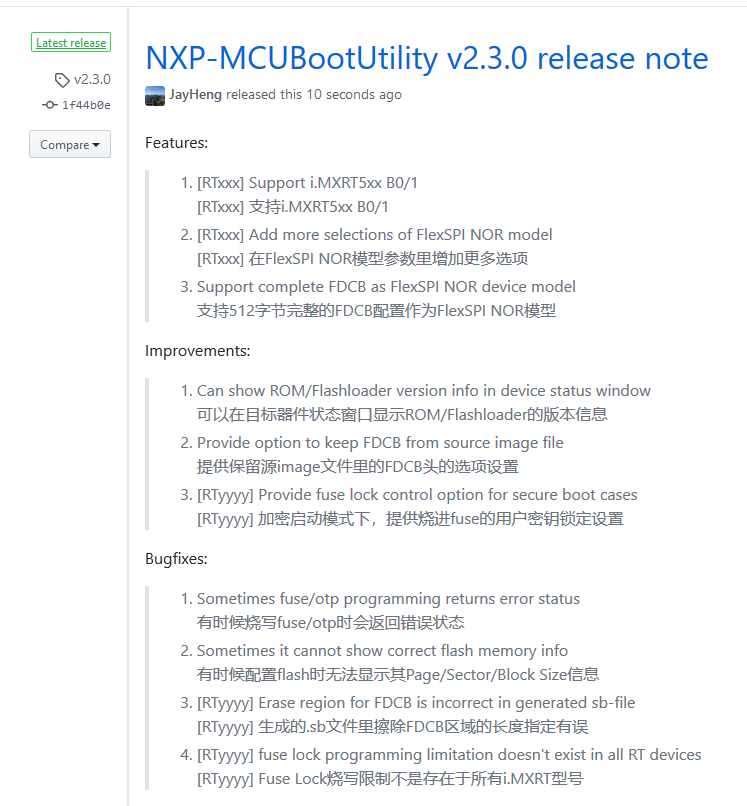 Latest release
v2.3.0
1f44b0e
Compare
NXP-MCUBootUtility v2.3.0 release note
JayHeng released this 10 seconds ago
Features:
1. [RTxxx] Support i.MXRT5xx B0/1
[RTxxx] 支持i.MXRT5xx B0/1
2. [RTxxx] Add more selections of FlexSPI NOR model
[RTxxx] 在FlexSPI NOR模型参数里增加更多选项
3. Support complete FDCB as FlexSPI NOR device model
支持512字节完整的FDCB配置作为FlexSPI NOR模型
Improvements:
1. Can show ROM/Flashloader version info in device status window
可以在目标器件状态窗口显示ROM/Flashloader的版本信息
2. Provide option to keep FDCB from source image file
提供保留源image文件里的FDCB头的选项设置
3. [RTyyyy] Provide fuse lock control option for secure boot cases
[RTyyyy] 加密启动模式下，提供烧进fuse的用户密钥锁定设置
Bugfixes:
1. Sometimes fuse/otp programming returns error status
有时候烧写fuse/otp时会返回错误状态
2. Sometimes it cannot show correct flash memory info
有时候配置flash时无法显示其Page/Sector/Block Size信息
3. [RTyyyy] Erase region for FDCB is incorrect in generated sb-file
[RTyyyy] 生成的.sb文件里擦除FDCB区域的长度指定有误
4. [RTyyyy] fuse lock programming limitation doesn't exist in all RT devices
[RTyyyy] Fuse Lock烧写限制不是存在于所有i.MXRT型号